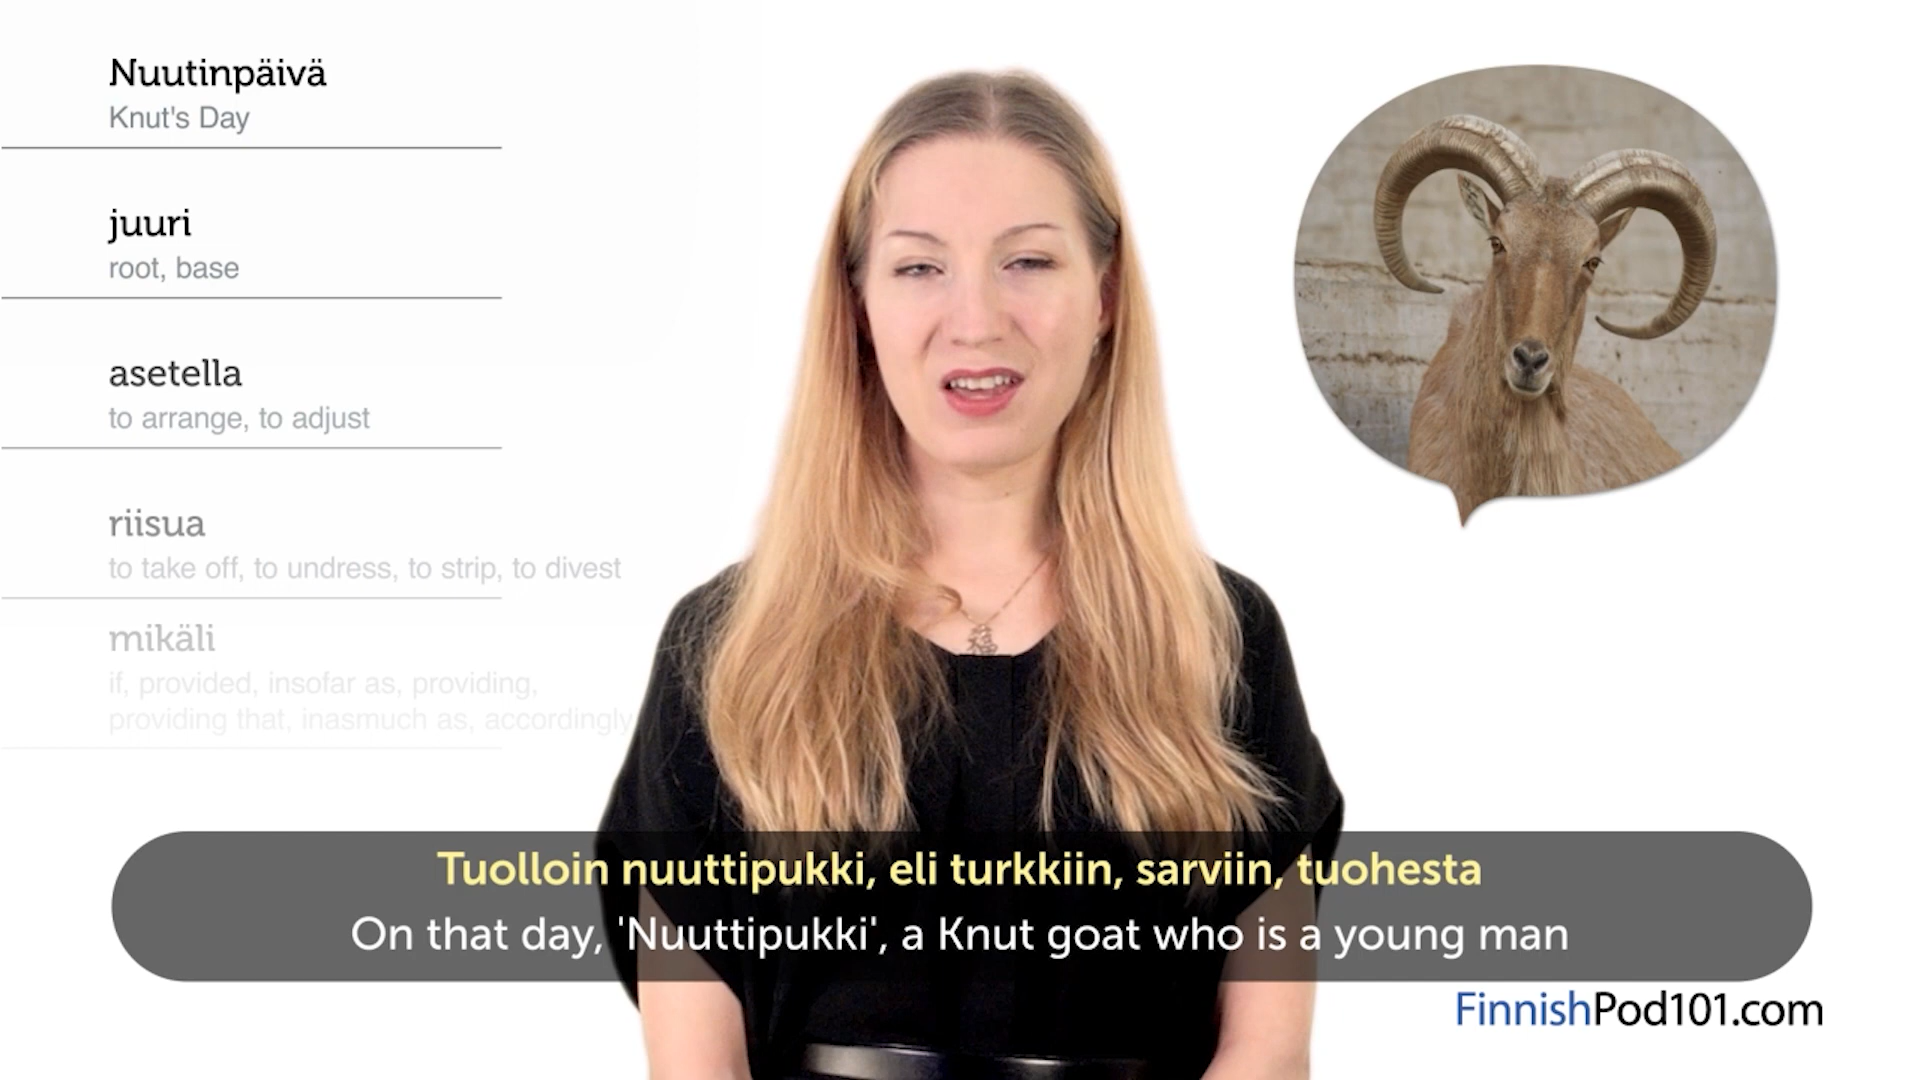 Nuutinpäivä
Knut's Day
juuri
root, base
asetella
to arrange, to adjust
riisua
to take off, to undress, to strip, to divest
mikäli
if, provided, insofar as, providing,
providing that, inasmuch as, accordingly
Tuolloin nuuttipukki, eli turkkiin, sarviin, tuohesta
On that day, 'Nuuttipukki', a Knut goat who is a young man
FinnishPod101.com